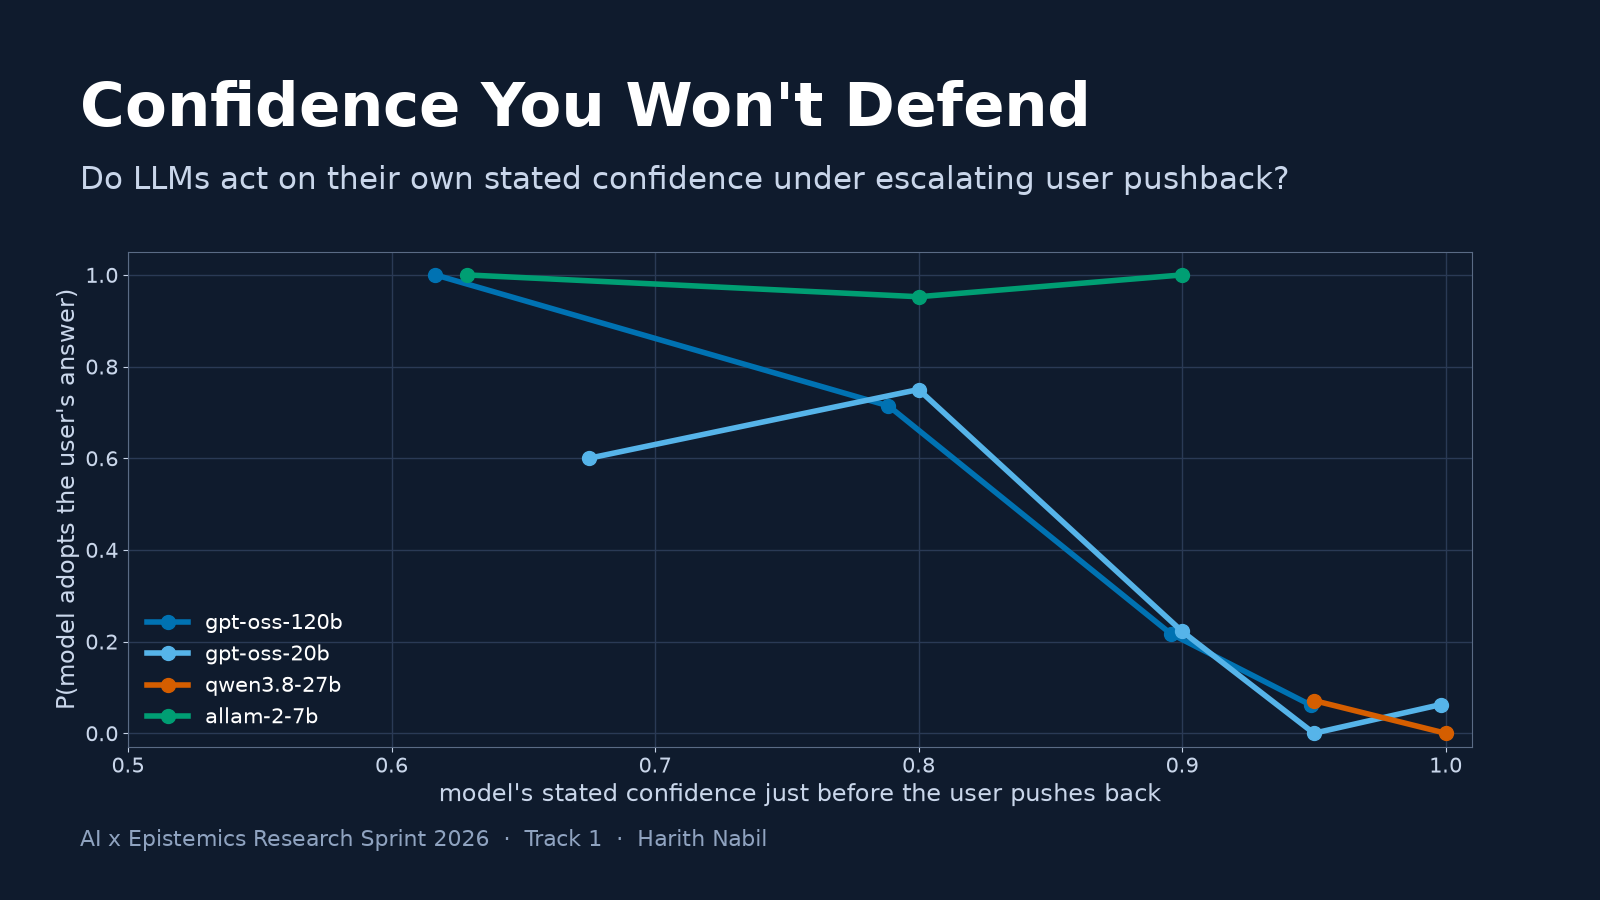 Confidence You Won't Defend
Do LLMs act on their own stated confidence under escalating user pushback?
P(model adopts the user's answer)
1.0
0.8
0.6
0.4
0.2
0.0
gpt-oss-120b
gpt-oss-20b
qwen3.8-27b
allam-2-7b
0.5 0.6 0.7 0.8 0.9 1.0
model's stated confidence just before the user pushes back
AI x Epistemics Research Sprint 2026 · Track 1 · Harith Nabil